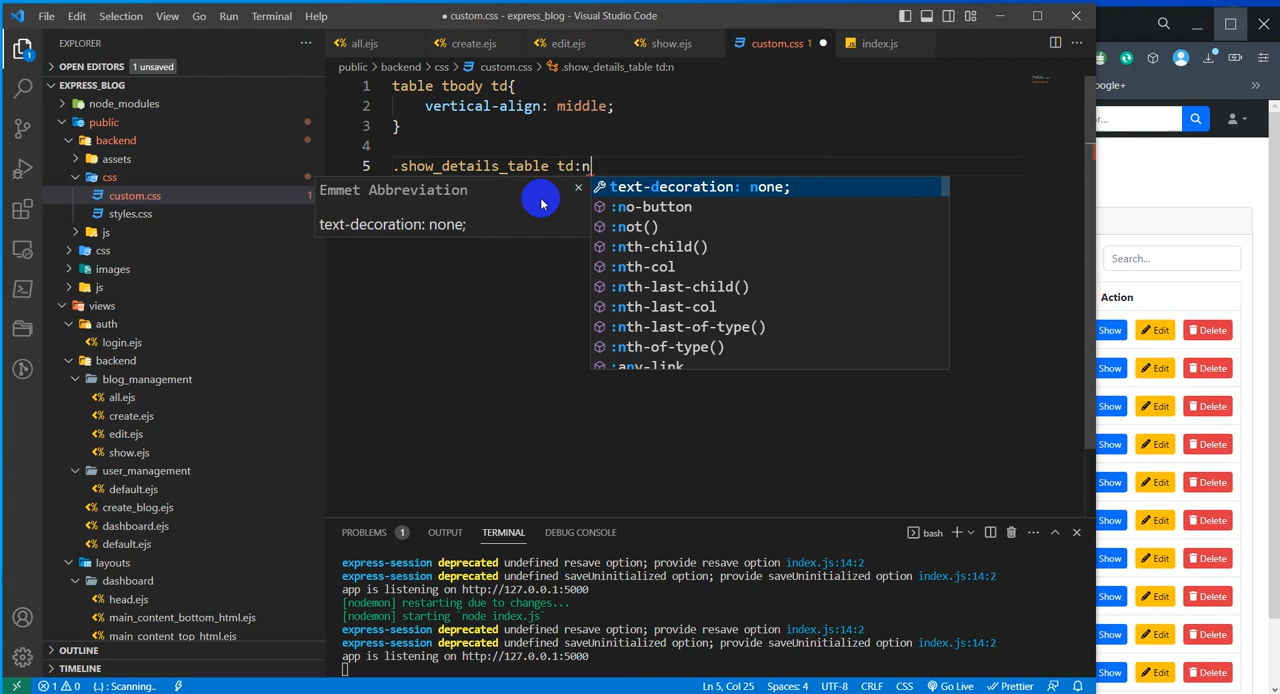 File Edit Selection View Go Run Terminal Help
● custom.css - express_blog - Visual Studio Code
EXPLORER
OPEN EDITORS 1 unsaved
EXPRESS_BLOG
node_modules
public
backend
assets
css
custom.css 1
styles.css
js
css
images
js
views
auth
login.ejs
backend
blog_management
all.ejs
create.ejs
edit.ejs
show.ejs
user_management
default.ejs
create_blog.ejs
dashboard.ejs
default.ejs
layouts
dashboard
head.ejs
main_content_bottom_html.ejs
main_content_top_html.ejs
OUTLINE
TIMELINE
all.ejs create.ejs edit.ejs show.ejs custom.css 1 index.js
public > backend > css > custom.css > .show_details_table td:n
1 table tbody td{
2 vertical-align: middle;
3 }
4
5 .show_details_table td:n
Emmet Abbreviation
text-decoration: none;
text-decoration: none;
:no-button
:not()
:nth-child()
:nth-col
:nth-last-child()
:nth-last-col
:nth-last-of-type()
:nth-of-type()
:any-link
PROBLEMS 1 OUTPUT TERMINAL DEBUG CONSOLE
bash
express-session deprecated undefined resave option; provide resave option index.js:14:2
express-session deprecated undefined saveUninitialized option; provide saveUninitialized option index.js:14:2
app is listening on http://127.0.0.1:5000
[nodemon] restarting due to changes...
[nodemon] starting `node index.js`
express-session deprecated undefined resave option; provide resave option index.js:14:2
express-session deprecated undefined saveUninitialized option; provide saveUninitialized option index.js:14:2
app is listening on http://127.0.0.1:5000
1 0 {..} : Scanning..
Ln 5, Col 25 Spaces: 4 UTF-8 CRLF CSS Go Live Prettier
oogle+
Search...
Action
Show Edit Delete
Show Edit Delete
Show Edit Delete
Show Edit Delete
Show Edit Delete
Show Edit Delete
Show Edit Delete
Show Edit Delete
Show Edit Delete
Show Edit Delete